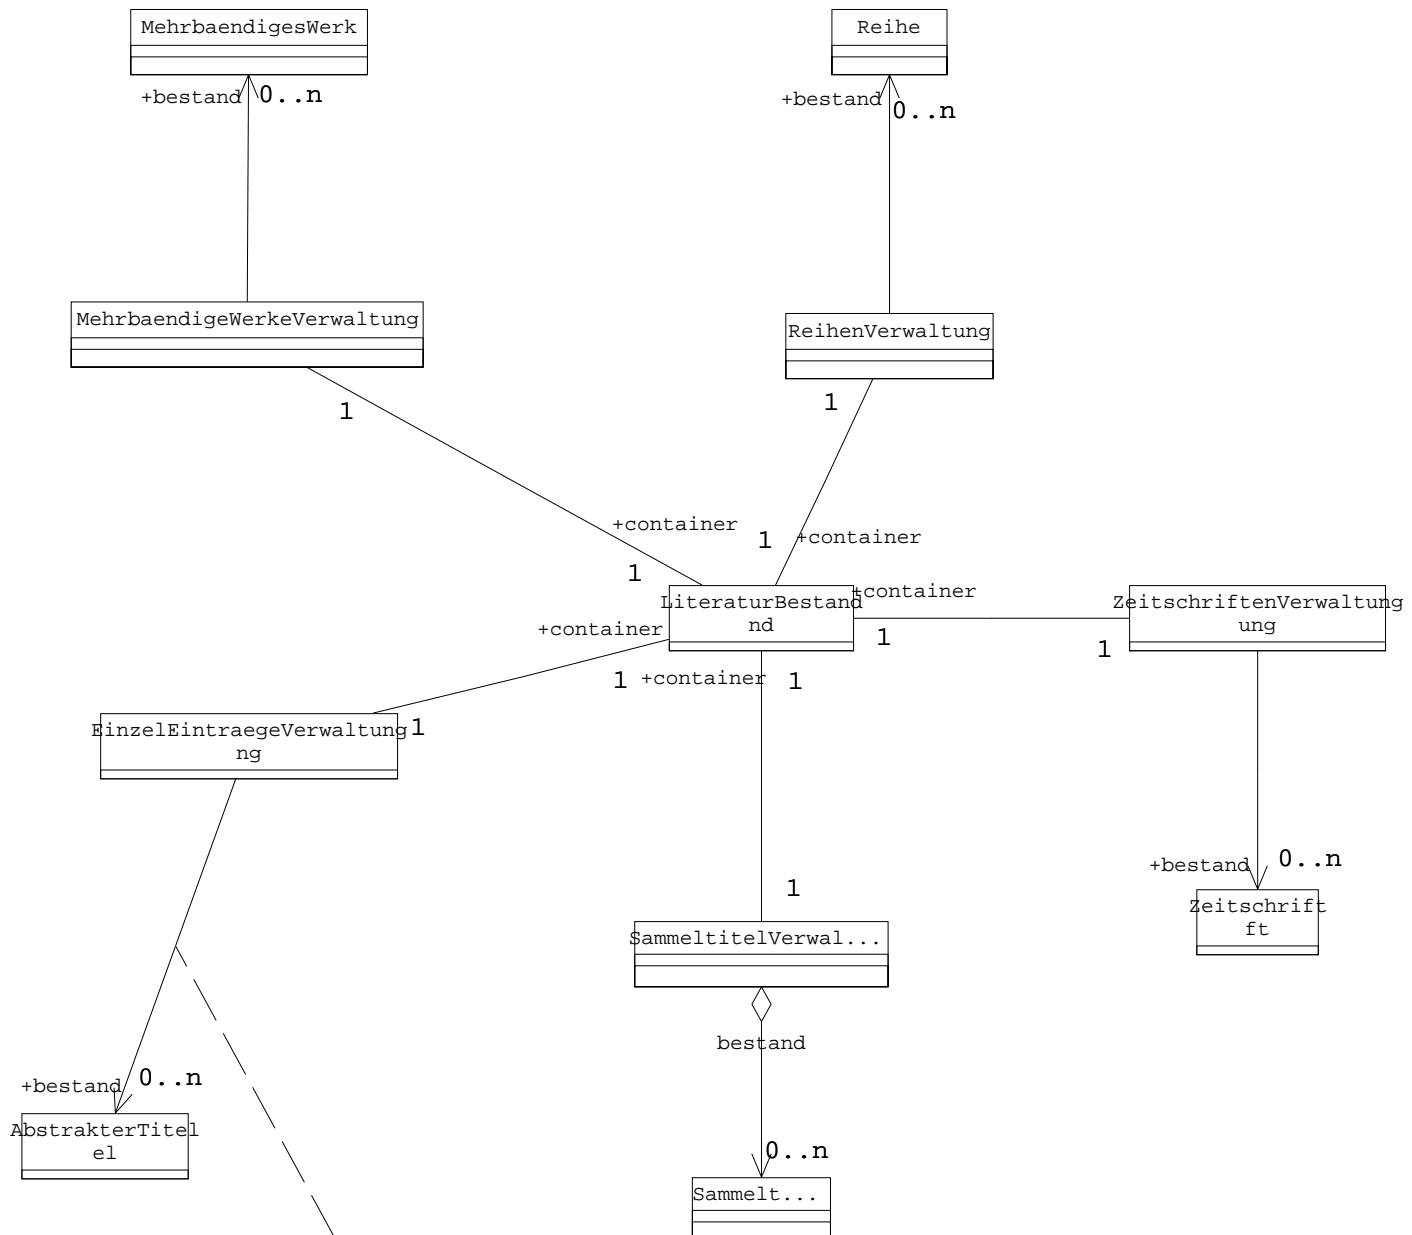 MehrbaendigesWerk
Reihe
+bestand 0..n
+bestand
0..n
MehrbaendigeWerkeVerwaltung
ReihenVerwaltung
1
1
+container
1 +container
1
+container
LiteraturBestand
nd
ZeitschriftenVerwaltung
ung
+container
1
1
1 +container 1
EinzelEintraegeVerwaltung
ng
1
+bestand 0..n
1
Zeitschrift
ft
SammeltitelVerwal...
bestand
+bestand 0..n
AbstrakterTitel
el
0..n
Sammelt...